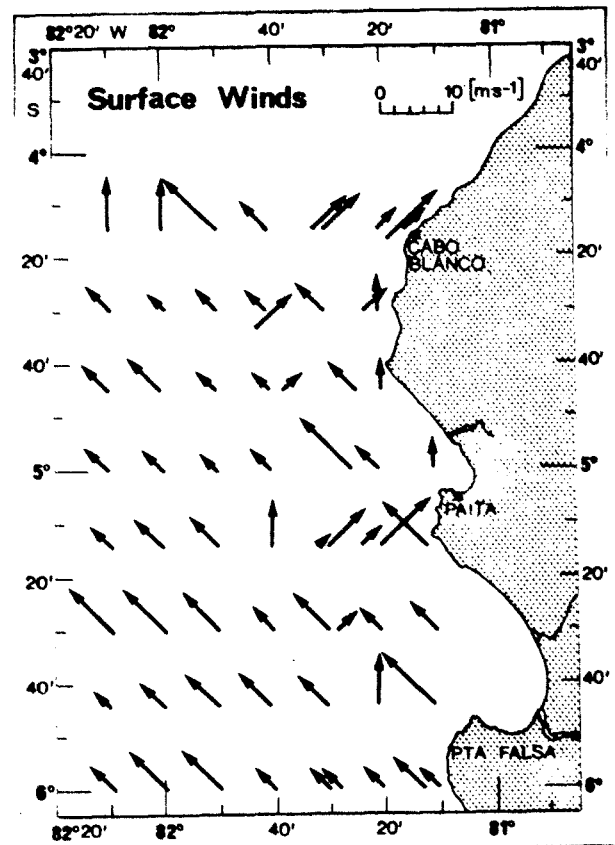 82°20' W 82° 40' 20' 81°
3° 3°
40' 40'
S
Surface Winds 0 10 [ms-1]
4° 4°
20' 20'
CABO
BLANCO
40' 40'
5° 5°
PAITA
20' 20'
40' 40'
PTA FALSA
6° 6°
82°20' 82° 40' 20' 81°